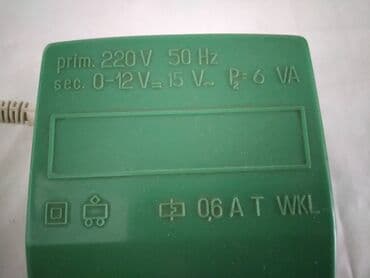 prim. 220 V 50 Hz
sec. 0-12 V= 15 V~ P₂= 6 VA
0,6 A T WKL